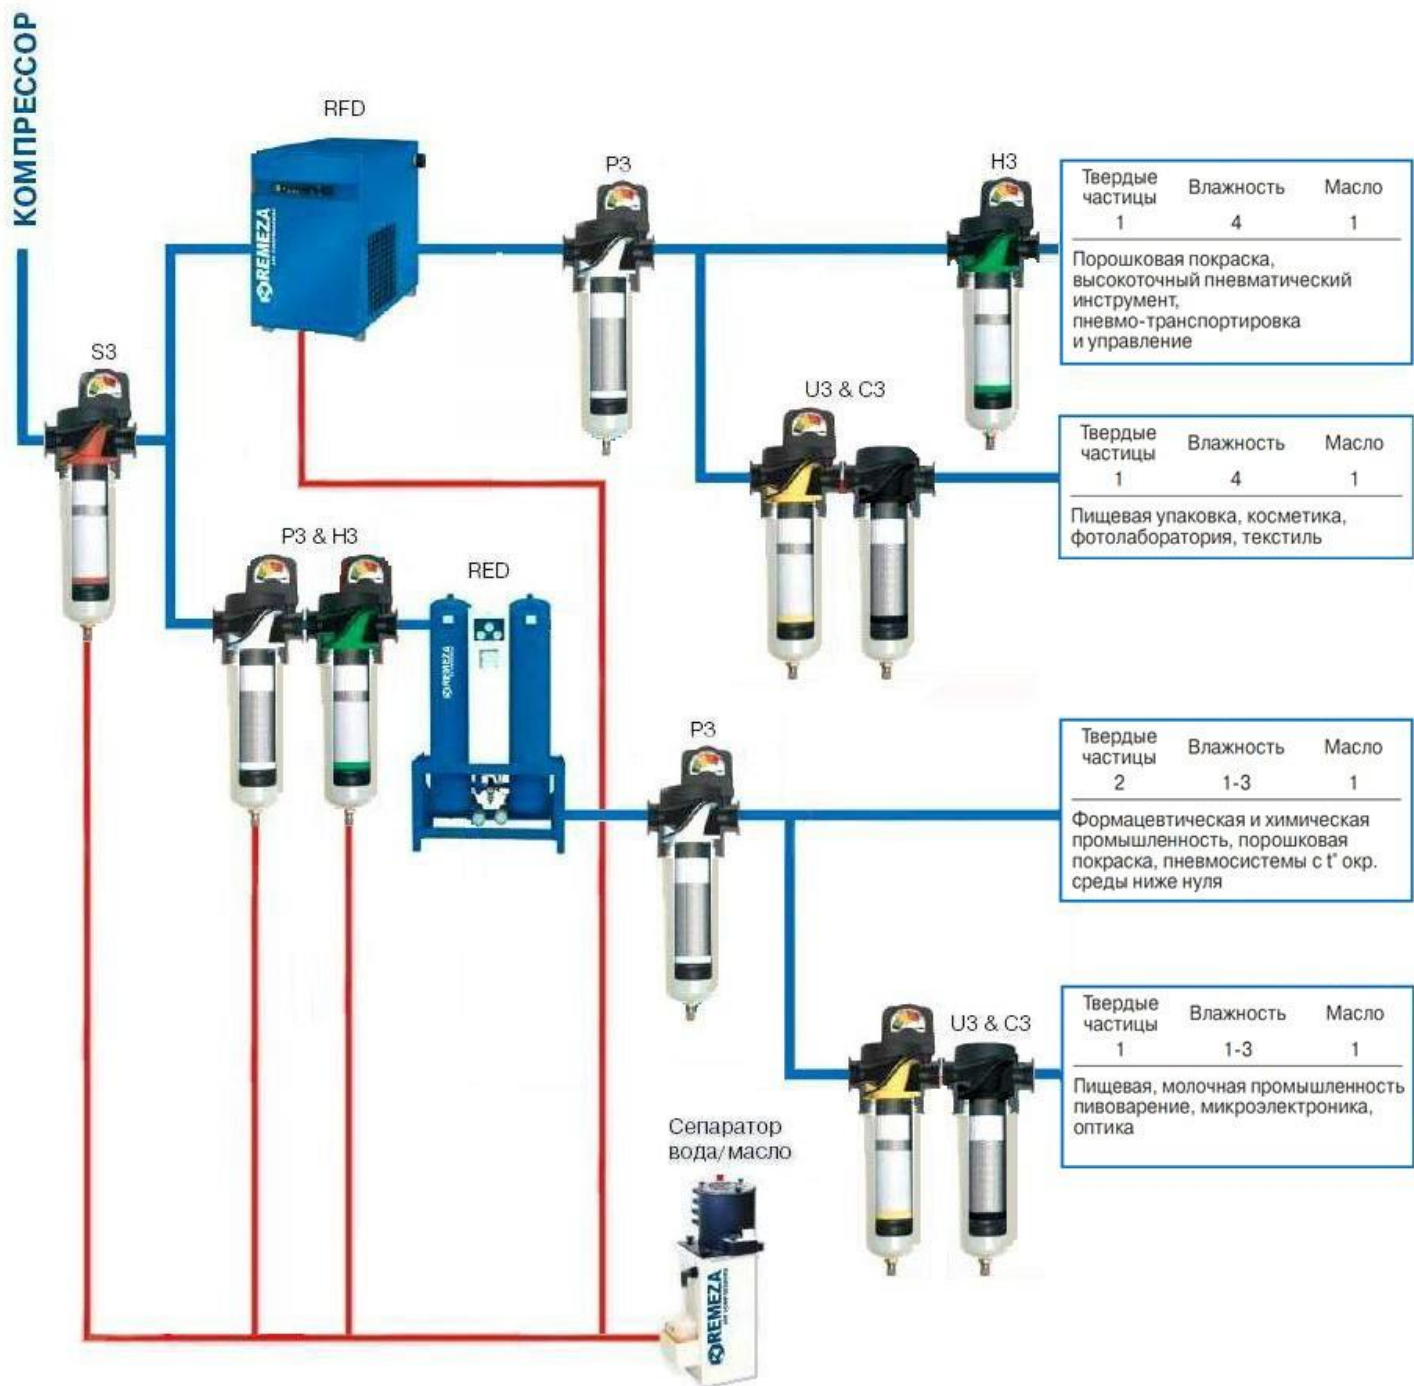 КОМПРЕССОР
RFD
REMEZA
AIR COMPRESSORS
P3
H3
Твердые частицы Влажность Масло
1 4 1
Порошковая покраска,
высокоточный пневматический
инструмент,
пневмо-транспортировка
и управление
S3
U3 & C3
Твердые частицы Влажность Масло
1 4 1
Пищевая упаковка, косметика,
фотолаборатория, текстиль
P3 & H3
RED
REMEZA
P3
Твердые частицы Влажность Масло
2 1-3 1
Формацевтическая и химическая
промышленность, порошковая
покраска, пневмосистемы с t° окр.
среды ниже нуля
U3 & C3
Твердые частицы Влажность Масло
1 1-3 1
Пищевая, молочная промышленность
пивоварение, микроэлектроника,
оптика
Сепаратор
вода/масло
REMEZA
AIR COMPRESSORS